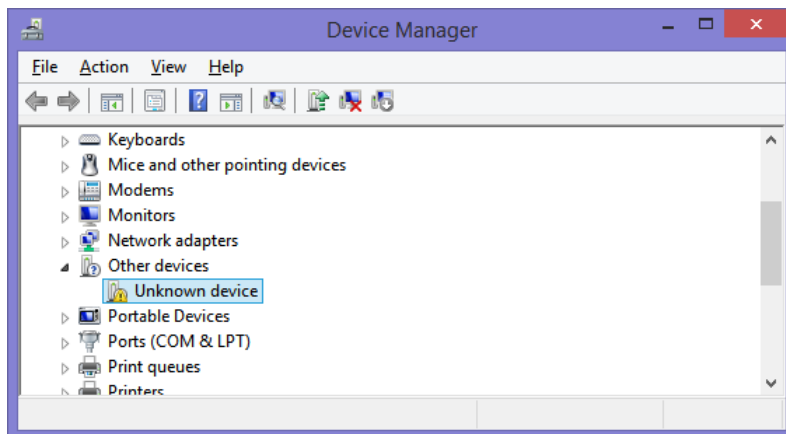 Device Manager
File Action View Help
Keyboards
Mice and other pointing devices
Modems
Monitors
Network adapters
Other devices
Unknown device
Portable Devices
Ports (COM & LPT)
Print queues
Printers